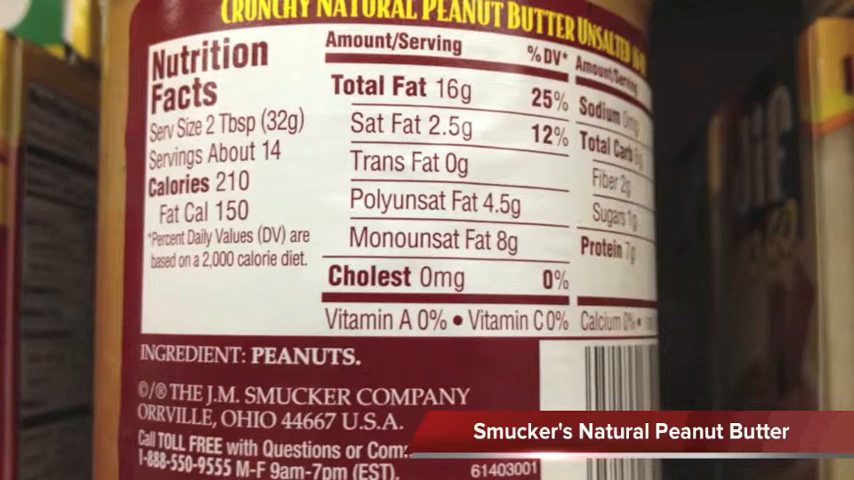 CRUNCHY NATURAL PEANUT BUTTER UNSALTED
Nutrition
Facts
Serv Size 2 Tbsp (32g)
Servings About 14
Calories 210
Fat Cal 150
*Percent Daily Values (DV) are
based on a 2,000 calorie diet.
Amount/Serving %DV*
Total Fat 16g 25%
Sat Fat 2.5g 12%
Trans Fat 0g
Polyunsat Fat 4.5g
Monounsat Fat 8g
Cholest 0mg 0%
Amount/Serving
Sodium 0mg
Total Carb
Fiber 2g
Sugars 1g
Protein 7g
Vitamin A 0% • Vitamin C 0% Calcium 0% •
INGREDIENT: PEANUTS.
©/® THE J.M. SMUCKER COMPANY
ORRVILLE, OHIO 44667 U.S.A.
Call TOLL FREE with Questions or
1-888-550-9555 M-F 9am-7pm (EST).
61403001
Smucker's Natural Peanut Butter